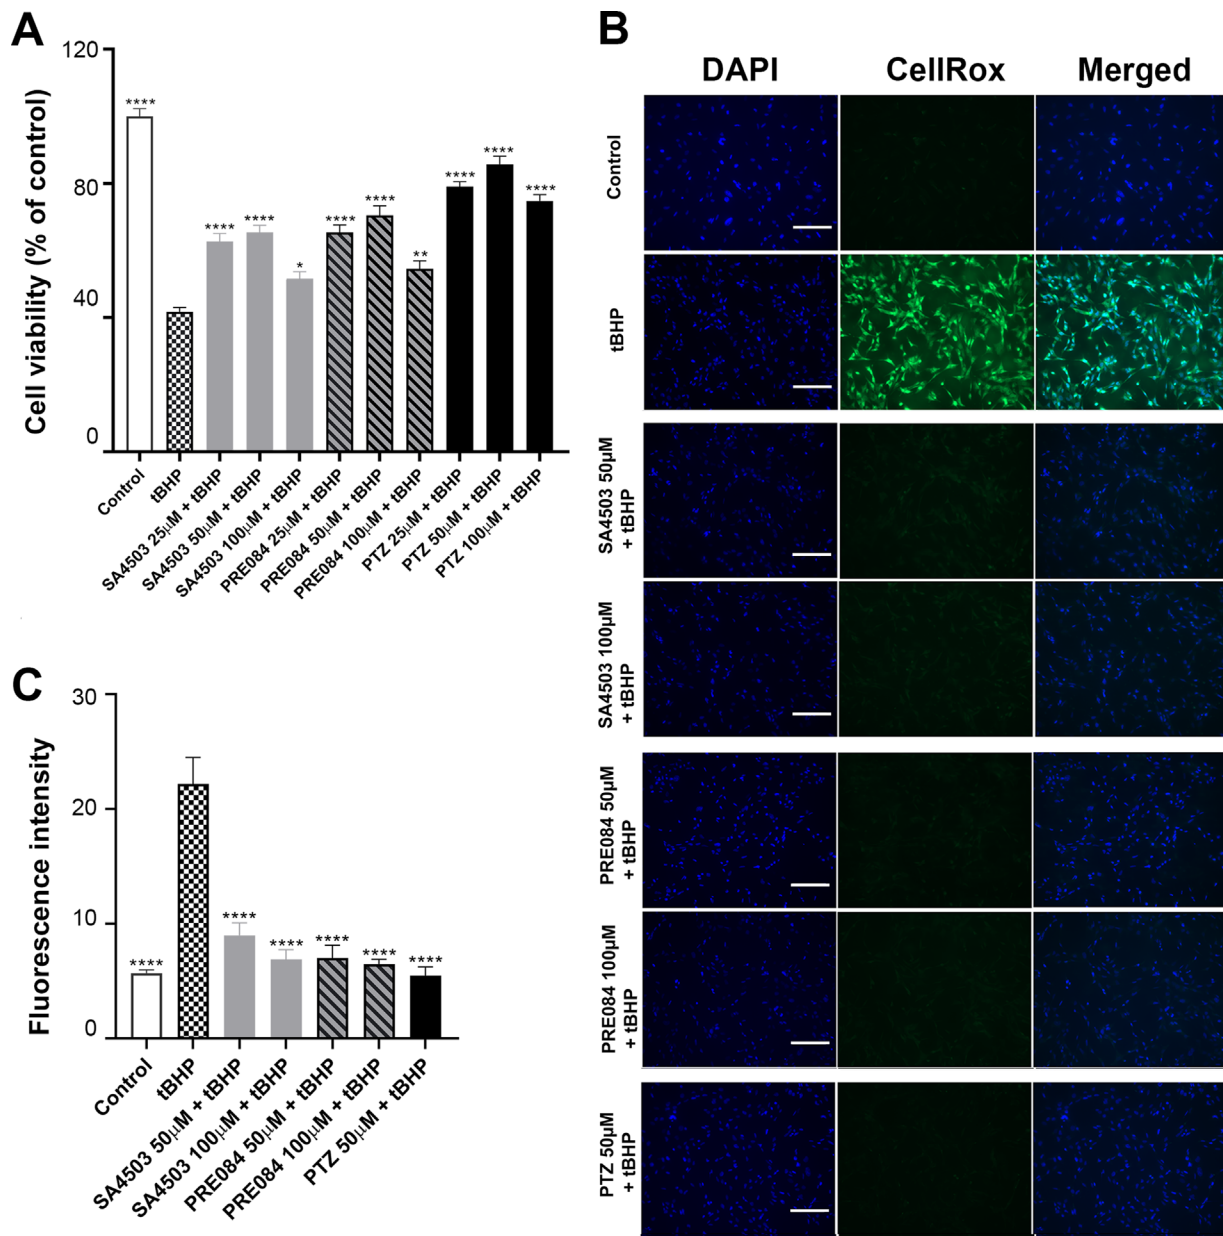 A
Cell viability (% of control)
120
80
40
0
****
****
****
*
****
****
**
****
****
****
Control
tBHP
SA4503 25µM + tBHP
SA4503 50µM + tBHP
SA4503 100µM + tBHP
PRE084 25µM + tBHP
PRE084 50µM + tBHP
PRE084 100µM + tBHP
PTZ 25µM + tBHP
PTZ 50µM + tBHP
PTZ 100µM + tBHP
B
DAPI CellRox Merged
Control
tBHP
SA4503 50µM
+ tBHP
SA4503 100µM
+ tBHP
PRE084 50µM
+ tBHP
PRE084 100µM
+ tBHP
PTZ 50µM
+ tBHP
C
Fluorescence intensity
30
20
10
0
****
****
****
****
****
****
Control
tBHP
SA4503 50µM + tBHP
SA4503 100µM + tBHP
PRE084 50µM + tBHP
PRE084 100µM + tBHP
PTZ 50µM + tBHP